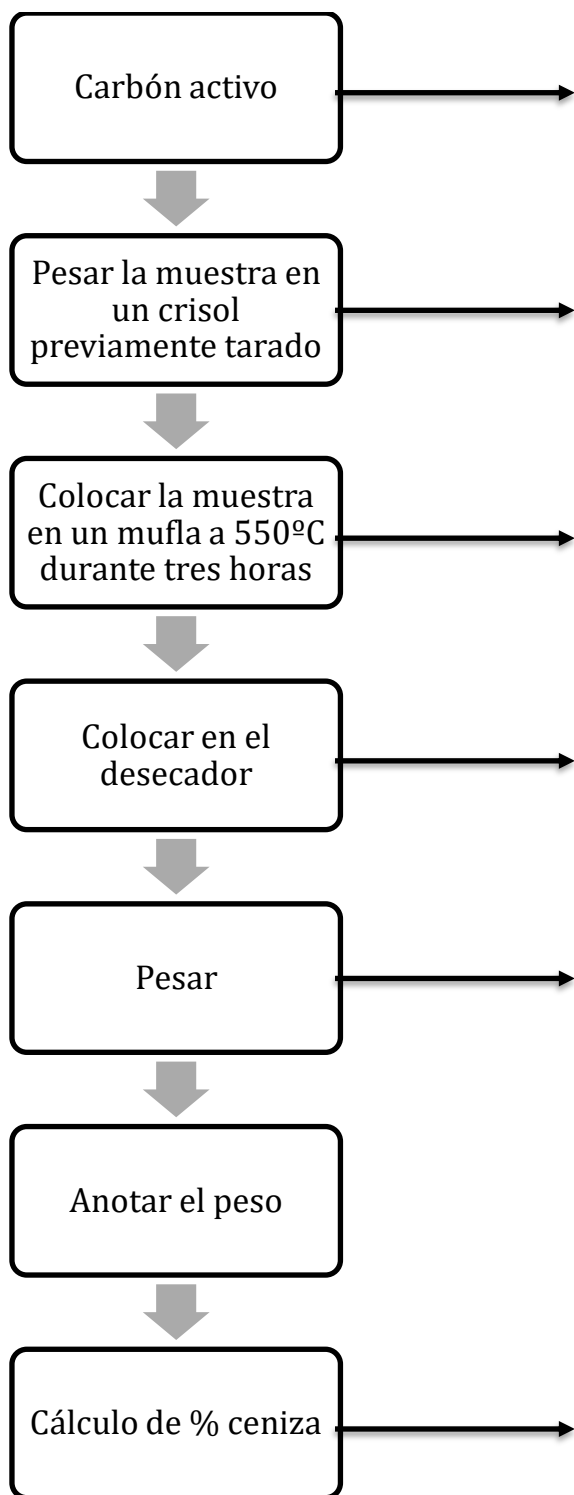 Carbón activo
Pesar la muestra en
un crisol
previamente tarado
Colocar la muestra
en un mufla a 550ºC
durante tres horas
Colocar en el
desecador
Pesar
Anotar el peso
Cálculo de % ceniza